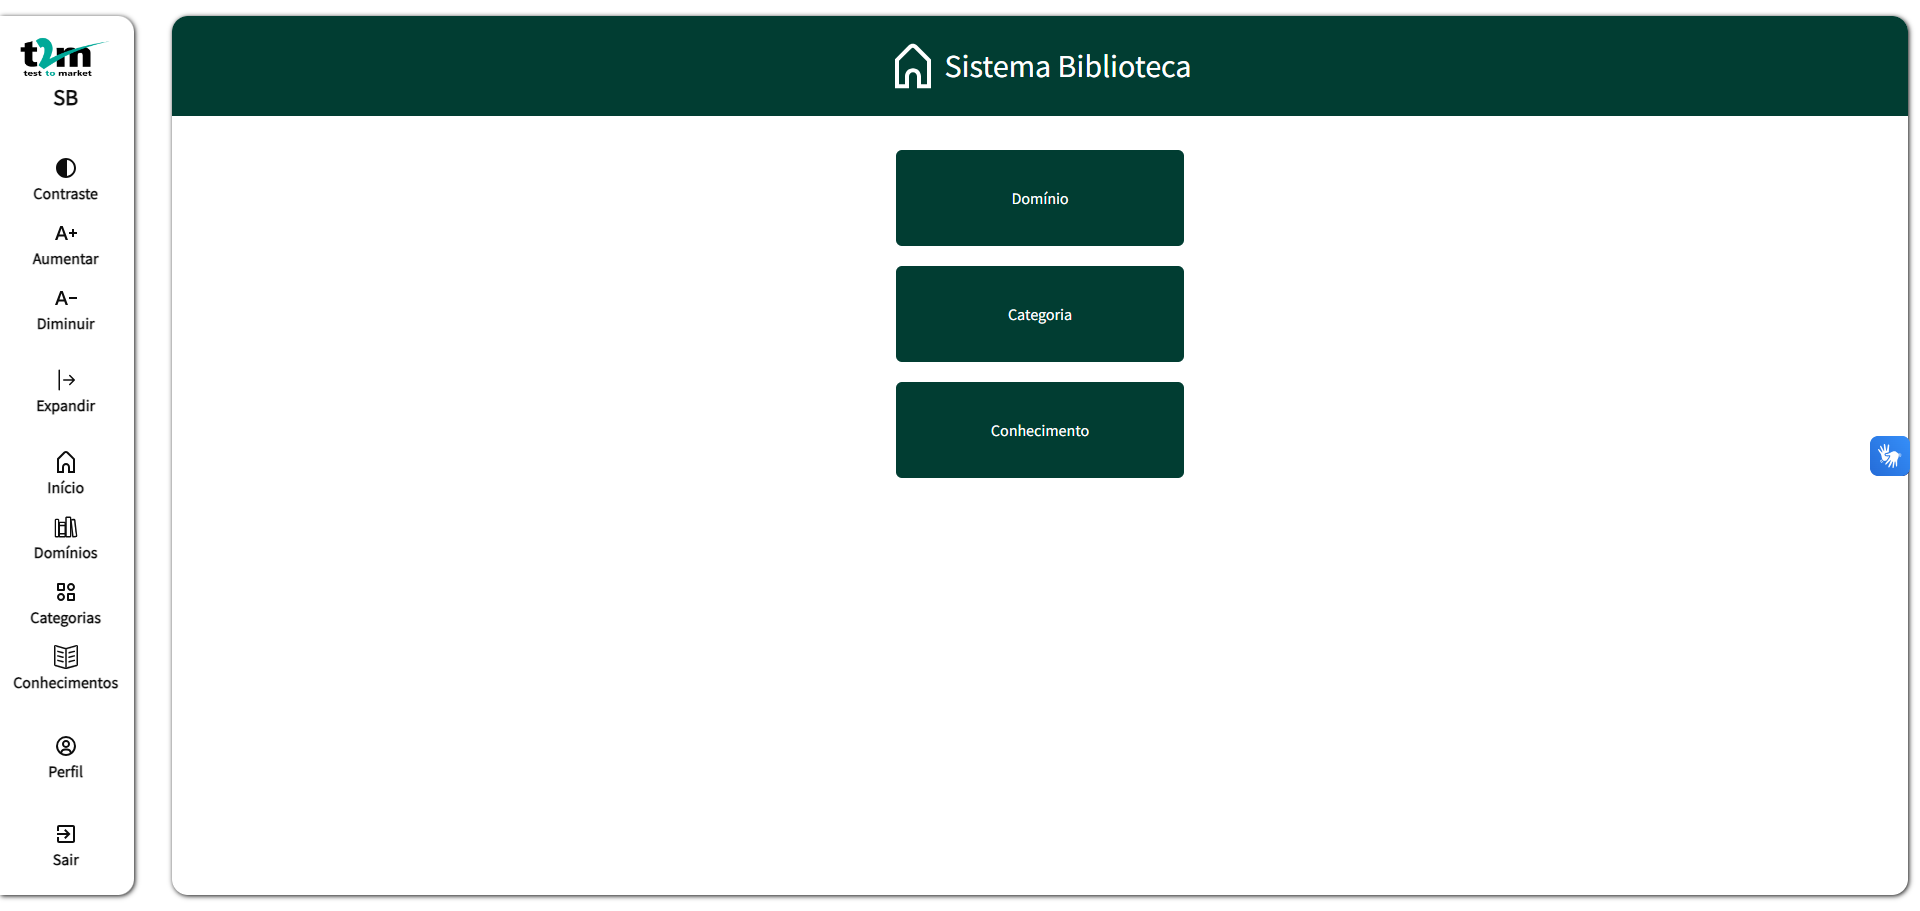 t2m
test to market
SB
Contraste
A+
Aumentar
A-
Diminuir
Expandir
Início
Domínios
Categorias
Conhecimentos
Perfil
Sair
Sistema Biblioteca
Domínio
Categoria
Conhecimento